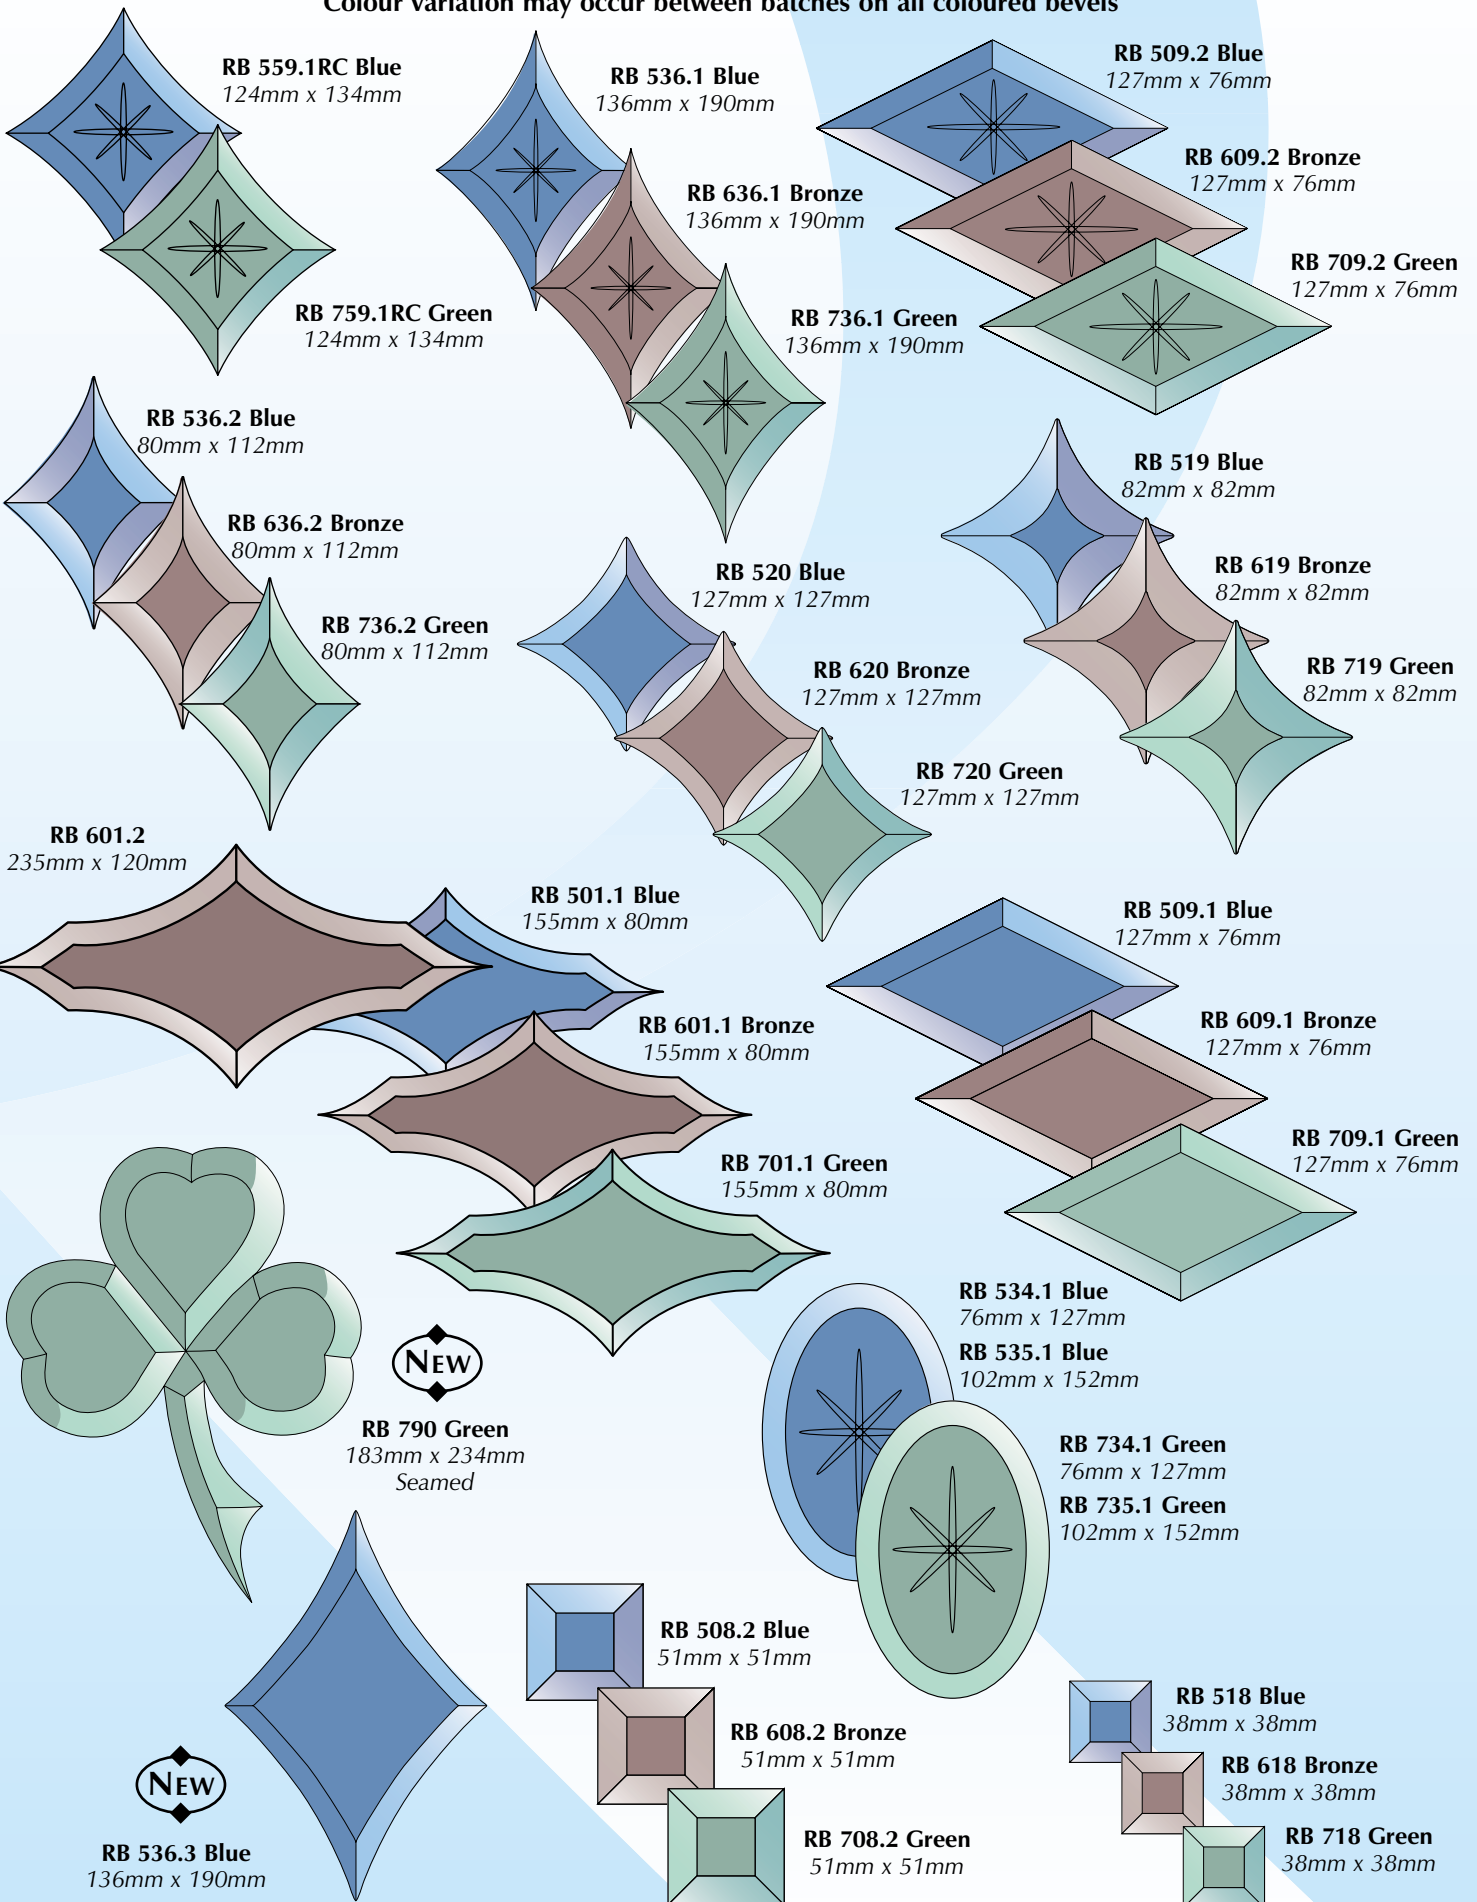 Colour variation may occur between batches on all coloured bevels
RB 559.1RC Blue
124mm x 134mm
RB 759.1RC Green
124mm x 134mm
RB 536.1 Blue
136mm x 190mm
RB 636.1 Bronze
136mm x 190mm
RB 736.1 Green
136mm x 190mm
RB 509.2 Blue
127mm x 76mm
RB 609.2 Bronze
127mm x 76mm
RB 709.2 Green
127mm x 76mm
RB 536.2 Blue
80mm x 112mm
RB 636.2 Bronze
80mm x 112mm
RB 736.2 Green
80mm x 112mm
RB 520 Blue
127mm x 127mm
RB 620 Bronze
127mm x 127mm
RB 720 Green
127mm x 127mm
RB 519 Blue
82mm x 82mm
RB 619 Bronze
82mm x 82mm
RB 719 Green
82mm x 82mm
RB 601.2
235mm x 120mm
RB 501.1 Blue
155mm x 80mm
RB 601.1 Bronze
155mm x 80mm
RB 701.1 Green
155mm x 80mm
RB 509.1 Blue
127mm x 76mm
RB 609.1 Bronze
127mm x 76mm
RB 709.1 Green
127mm x 76mm
NEW
RB 790 Green
183mm x 234mm
Seamed
RB 534.1 Blue
76mm x 127mm
RB 535.1 Blue
102mm x 152mm
RB 734.1 Green
76mm x 127mm
RB 735.1 Green
102mm x 152mm
NEW
RB 536.3 Blue
136mm x 190mm
RB 508.2 Blue
51mm x 51mm
RB 608.2 Bronze
51mm x 51mm
RB 708.2 Green
51mm x 51mm
RB 518 Blue
38mm x 38mm
RB 618 Bronze
38mm x 38mm
RB 718 Green
38mm x 38mm